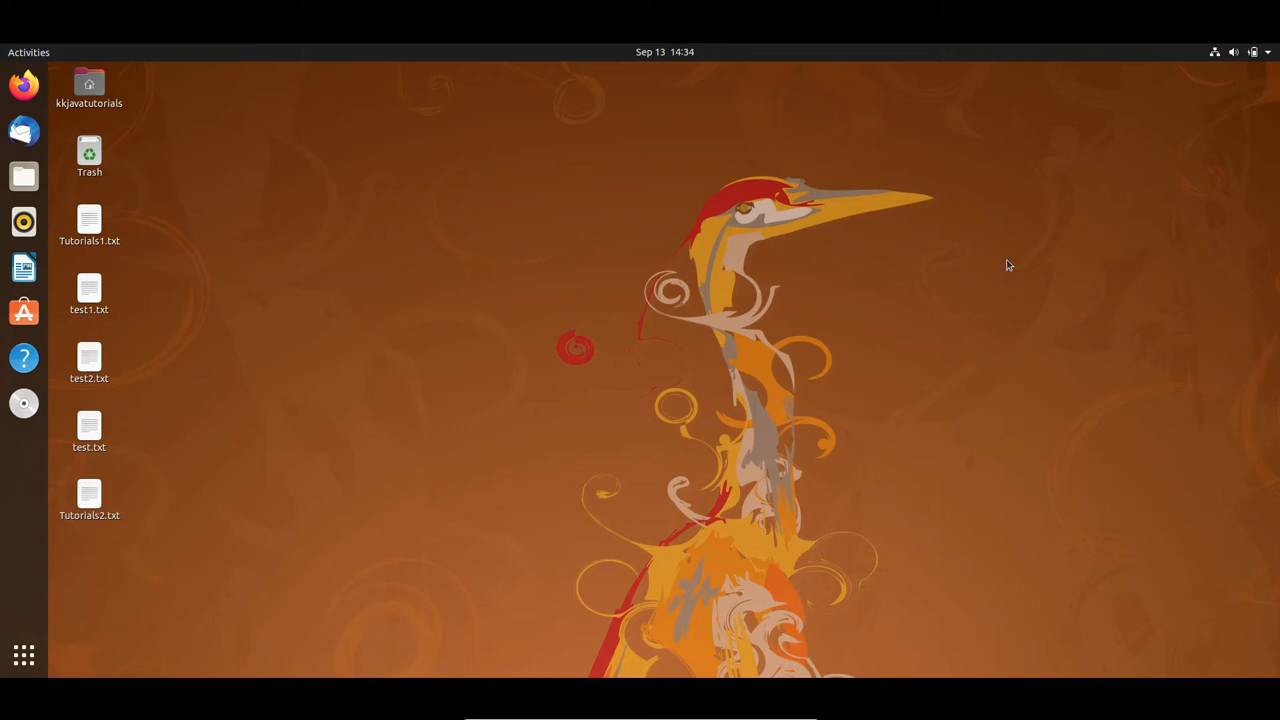 Activities
Sep 13 14:34
kkjavatutorials
Trash
Tutorials1.txt
test1.txt
test2.txt
test.txt
Tutorials2.txt